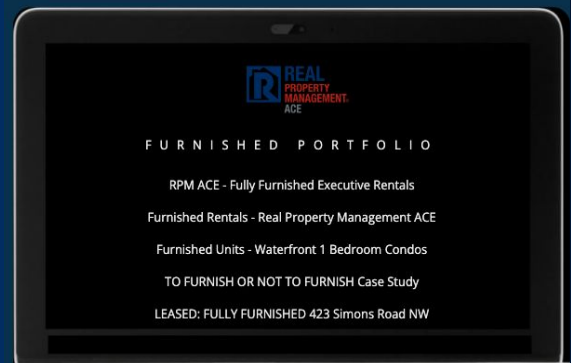 REAL
PROPERTY
MANAGEMENT.
ACE
FURNISHED PORTFOLIO
RPM ACE - Fully Furnished Executive Rentals
Furnished Rentals - Real Property Management ACE
Furnished Units - Waterfront 1 Bedroom Condos
TO FURNISH OR NOT TO FURNISH Case Study
LEASED: FULLY FURNISHED 423 Simons Road NW